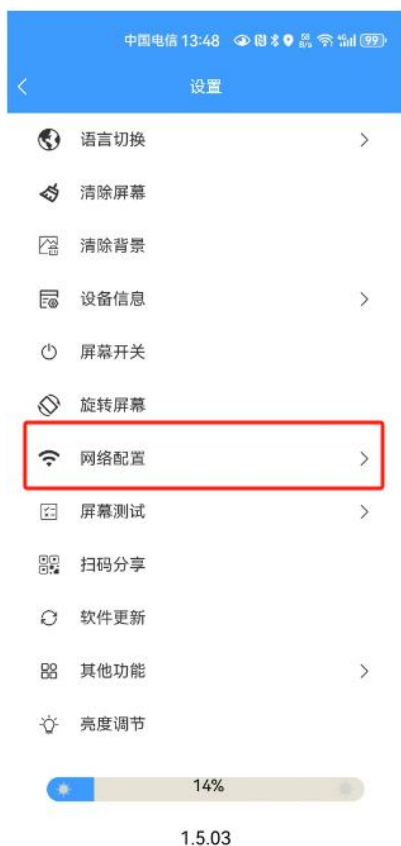 中国电信 13:48 58 B/s 4G 99
设置
语言切换
清除屏幕
清除背景
设备信息
屏幕开关
旋转屏幕
网络配置
屏幕测试
扫码分享
软件更新
其他功能
亮度调节
14%
1.5.03